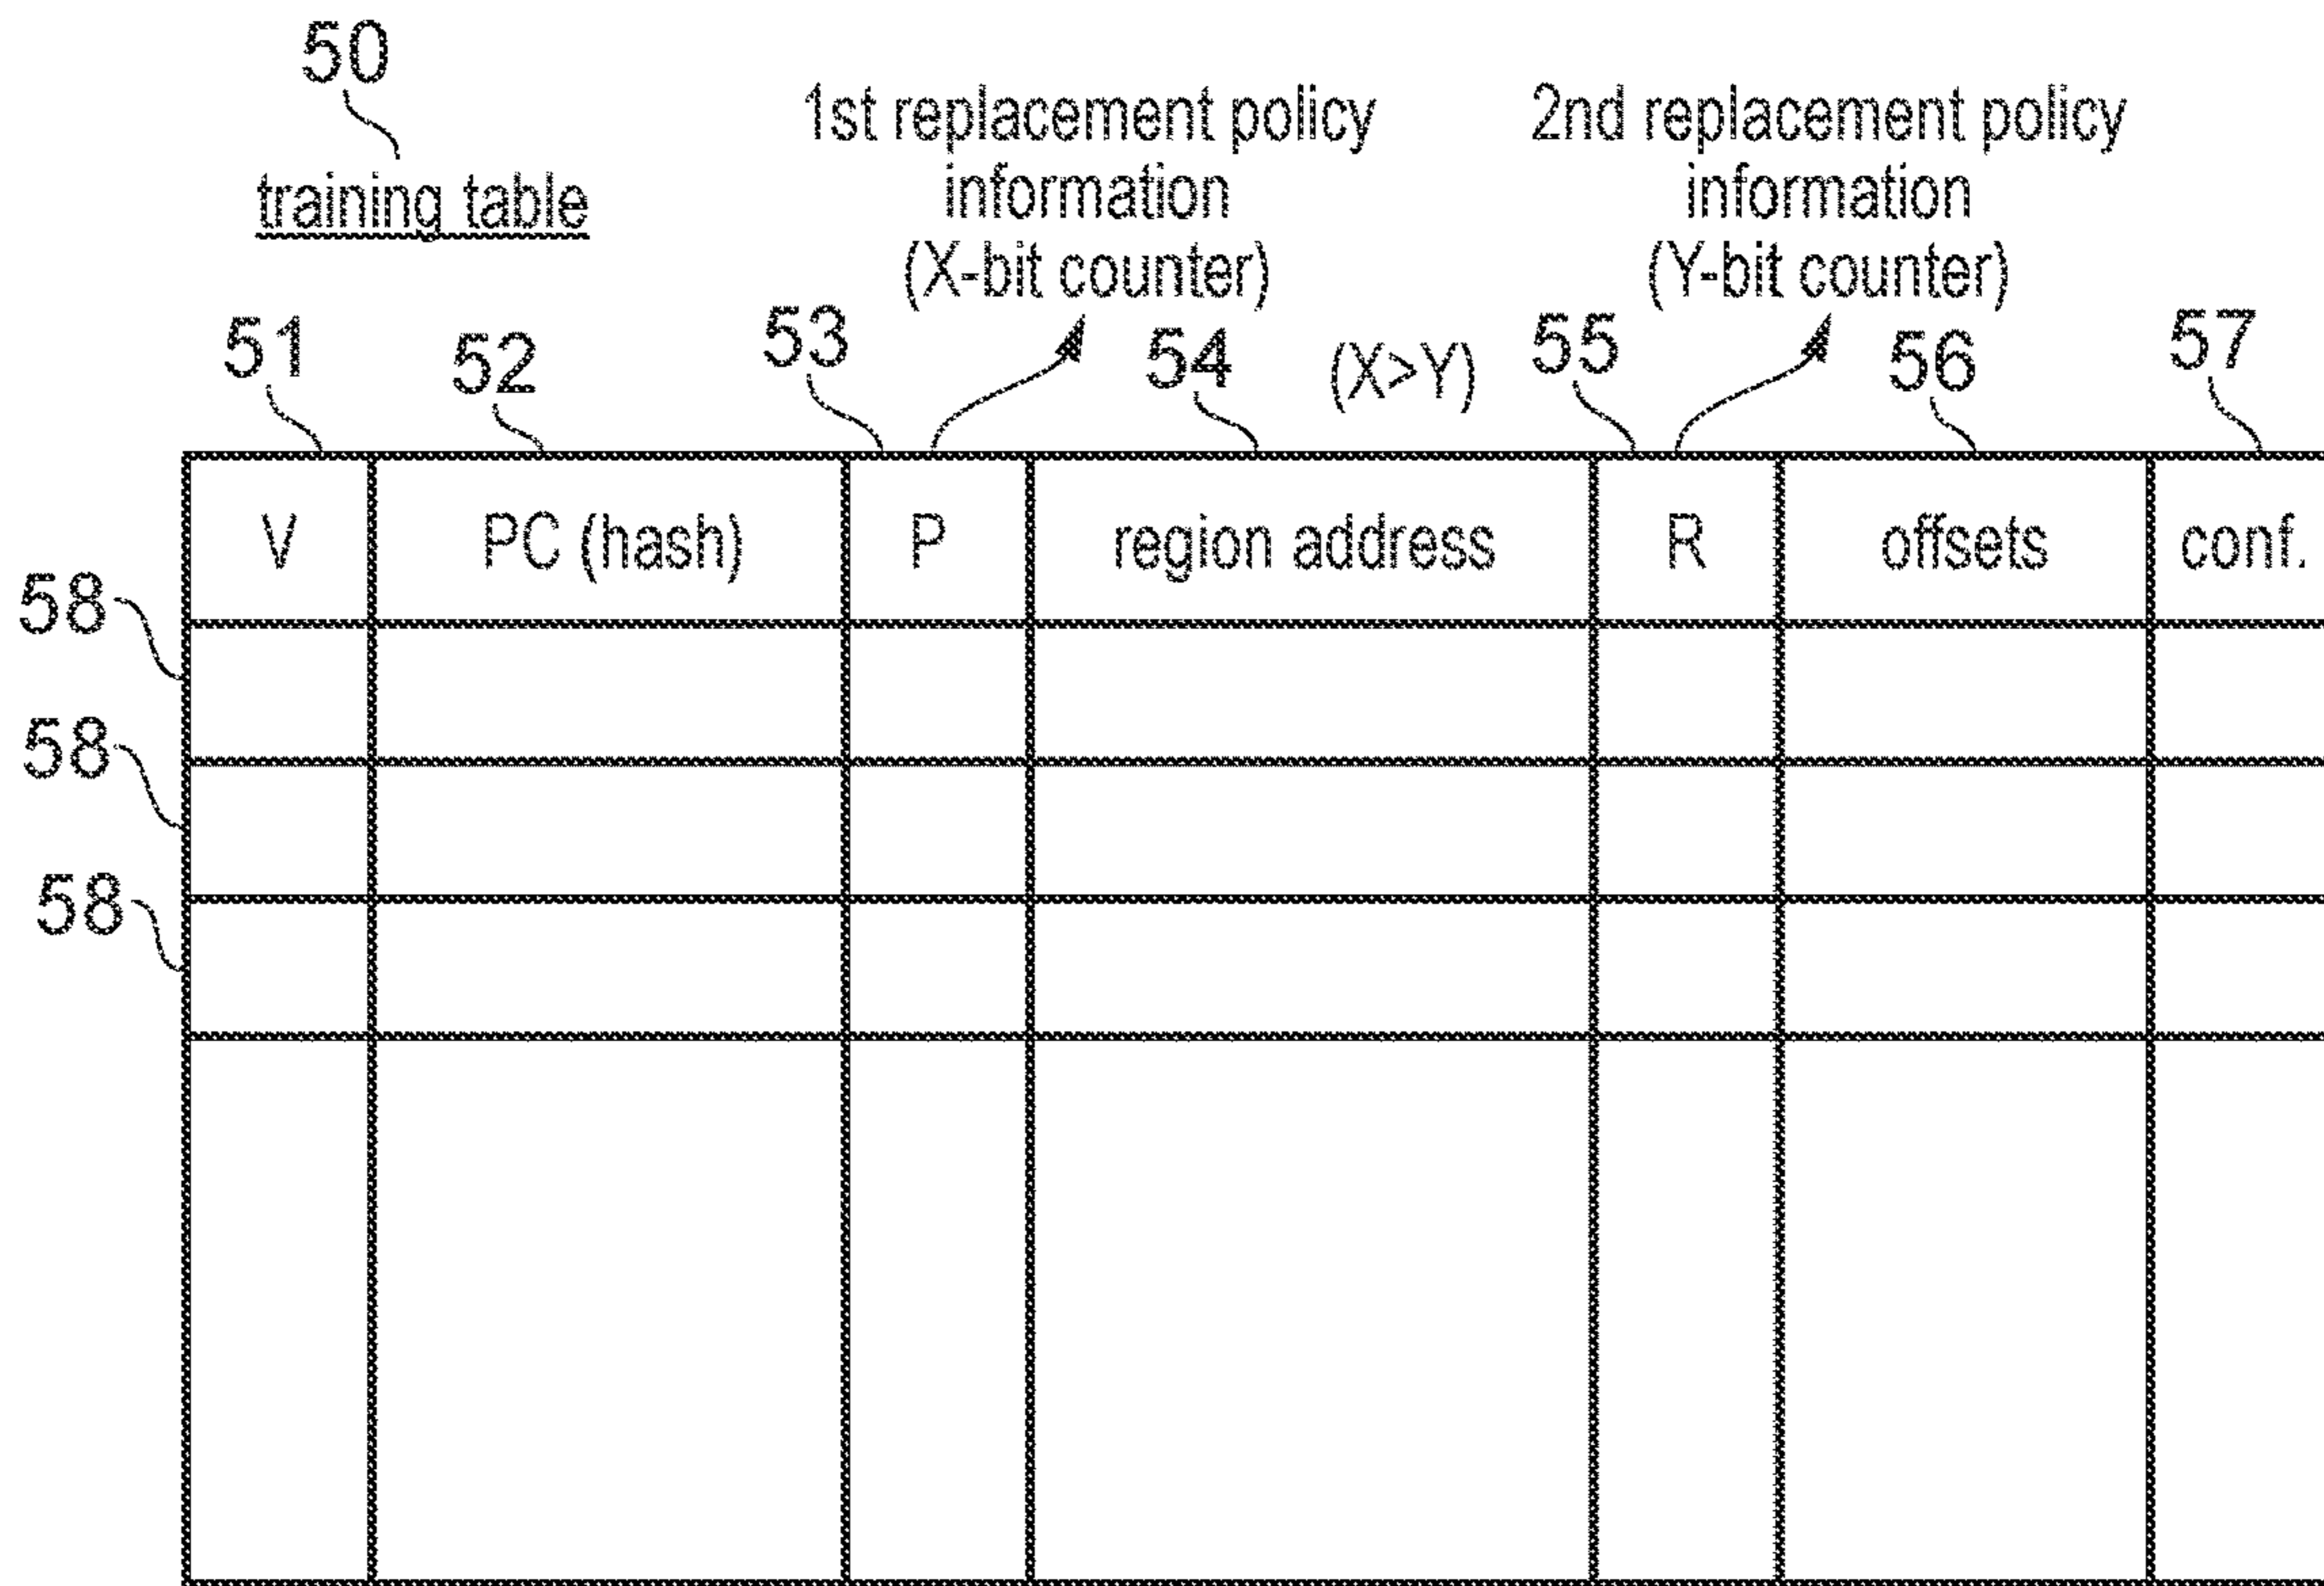 50
training table
1st replacement policy
information
(X-bit counter)
2nd replacement policy
information
(Y-bit counter)
51
52
53
54
(X>Y)
55
56
57
V
PC (hash)
P
region address
R
offsets
conf.
58
58
58